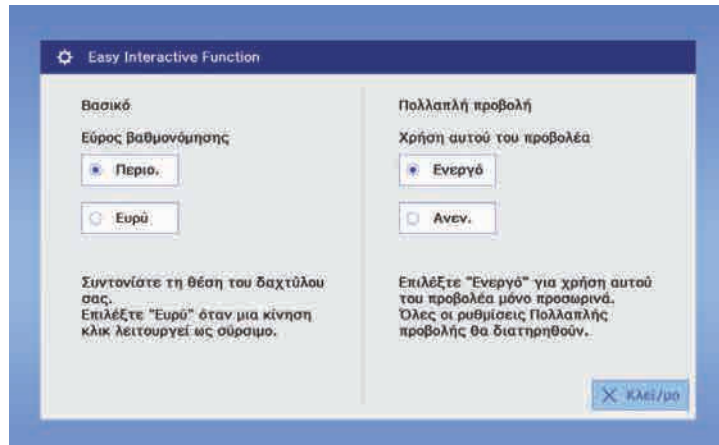 Easy Interactive Function
Βασικό
Εύρος βαθμονόμησης
Περιο.
Ευρύ
Συντονίστε τη θέση του δαχτύλου
σας.
Επιλέξτε "Ευρύ" όταν μια κίνηση
κλικ λειτουργεί ως σύρσιμο.
Πολλαπλή προβολή
Χρήση αυτού του προβολέα
Ενεργό
Ανεν.
Επιλέξτε "Ενεργό" για χρήση αυτού
του προβολέα μόνο προσωρινά.
Όλες οι ρυθμίσεις Πολλαπλής
προβολής θα διατηρηθούν.
Κλεί/μο